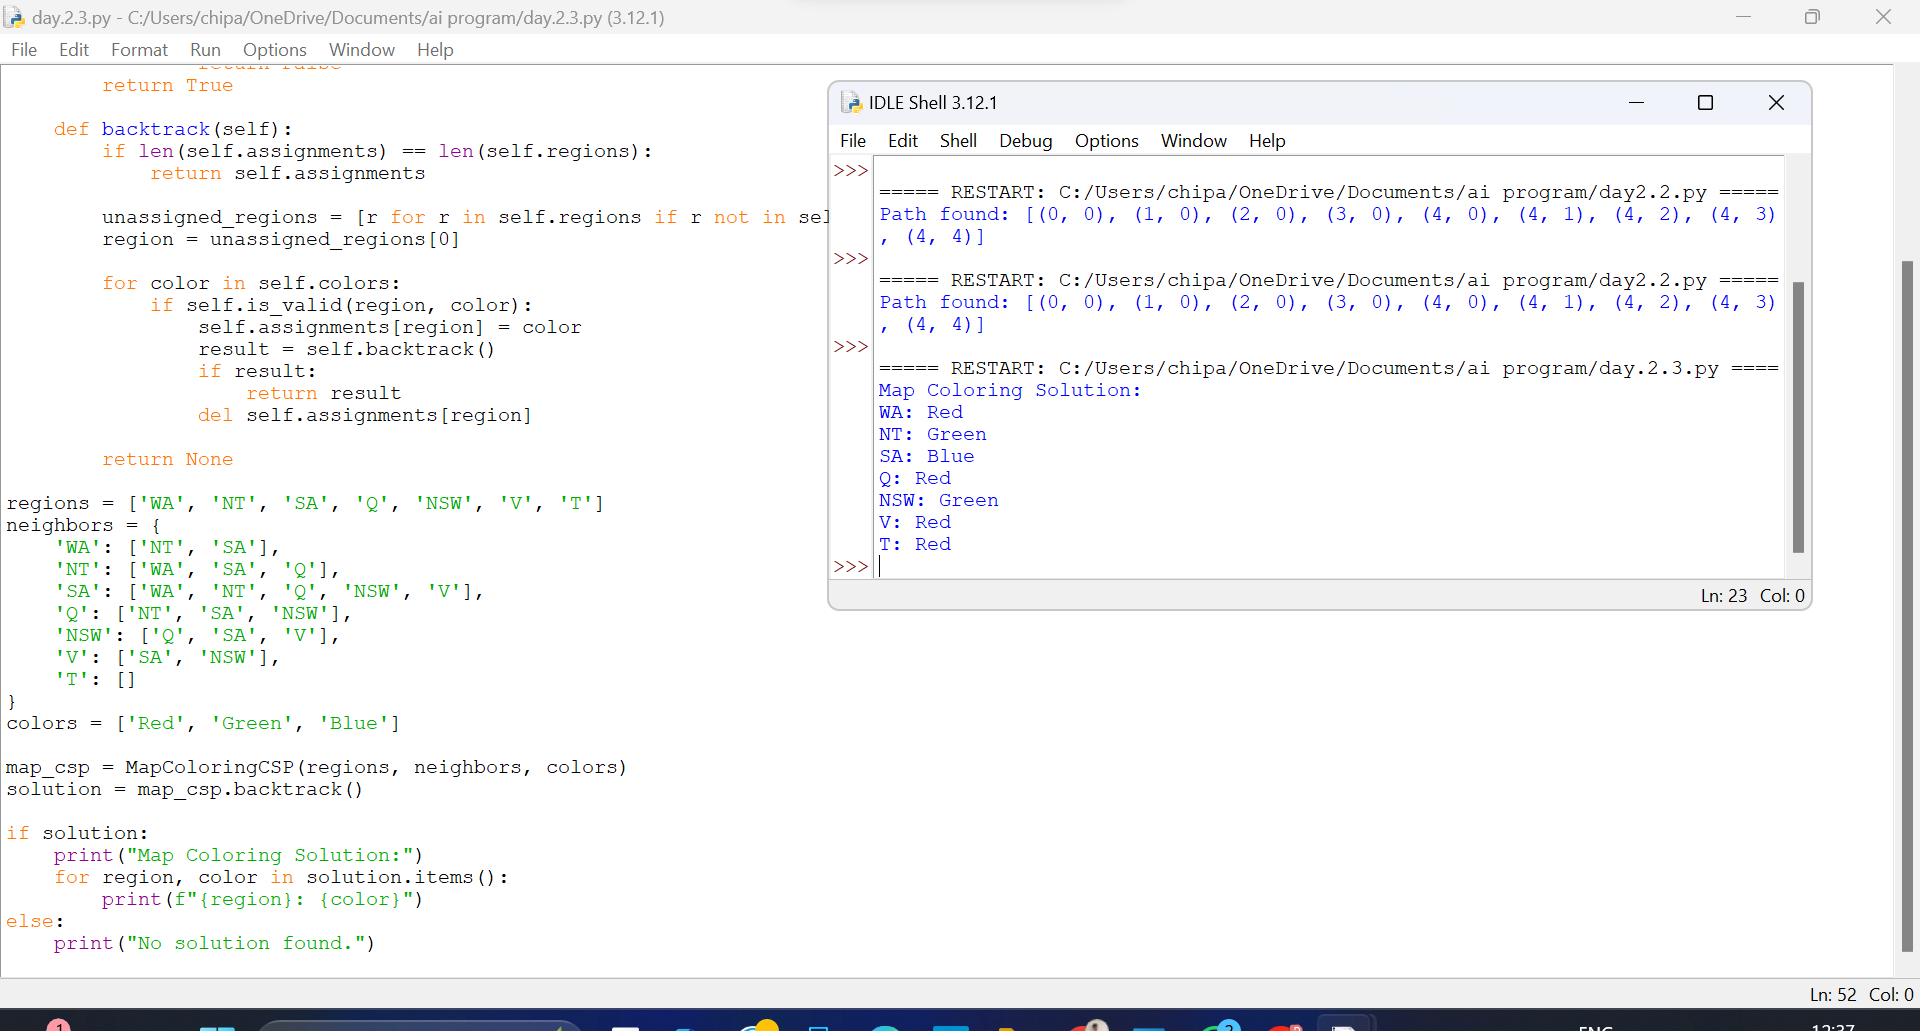 day.2.3.py - C:/Users/chipa/OneDrive/Documents/ai program/day.2.3.py (3.12.1)
File Edit Format Run Options Window Help
return True
def backtrack(self):
if len(self.assignments) == len(self.regions):
return self.assignments
unassigned_regions = [r for r in self.regions if r not in sel
region = unassigned_regions[0]
for color in self.colors:
if self.is_valid(region, color):
self.assignments[region] = color
result = self.backtrack()
if result:
return result
del self.assignments[region]
return None
regions = ['WA', 'NT', 'SA', 'Q', 'NSW', 'V', 'T']
neighbors = {
'WA': ['NT', 'SA'],
'NT': ['WA', 'SA', 'Q'],
'SA': ['WA', 'NT', 'Q', 'NSW', 'V'],
'Q': ['NT', 'SA', 'NSW'],
'NSW': ['Q', 'SA', 'V'],
'V': ['SA', 'NSW'],
'T': []
}
colors = ['Red', 'Green', 'Blue']
map_csp = MapColoringCSP(regions, neighbors, colors)
solution = map_csp.backtrack()
if solution:
print("Map Coloring Solution:")
for region, color in solution.items():
print(f"{region}: {color}")
else:
print("No solution found.")
IDLE Shell 3.12.1
File Edit Shell Debug Options Window Help
>>>
===== RESTART: C:/Users/chipa/OneDrive/Documents/ai program/day2.2.py =====
Path found: [(0, 0), (1, 0), (2, 0), (3, 0), (4, 0), (4, 1), (4, 2), (4, 3)
, (4, 4)]
>>>
===== RESTART: C:/Users/chipa/OneDrive/Documents/ai program/day2.2.py =====
Path found: [(0, 0), (1, 0), (2, 0), (3, 0), (4, 0), (4, 1), (4, 2), (4, 3)
, (4, 4)]
>>>
===== RESTART: C:/Users/chipa/OneDrive/Documents/ai program/day.2.3.py ====
Map Coloring Solution:
WA: Red
NT: Green
SA: Blue
Q: Red
NSW: Green
V: Red
T: Red
>>>
Ln: 23 Col: 0
Ln: 52 Col: 0
1
2